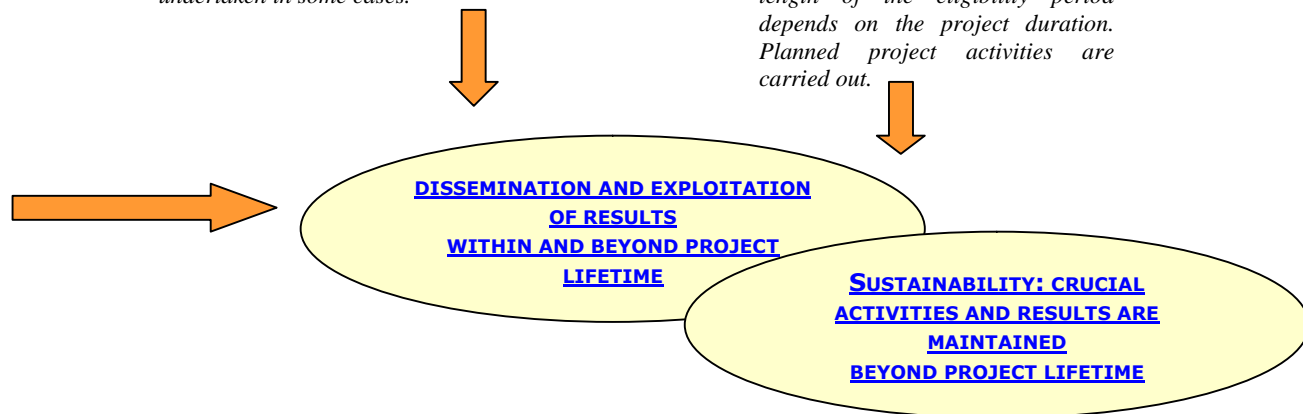 undertaken in some cases.
length of the eligibility period
depends on the project duration.
Planned project activities are
carried out.
DISSEMINATION AND EXPLOITATION
OF RESULTS
WITHIN AND BEYOND PROJECT
LIFETIME
SUSTAINABILITY: CRUCIAL
ACTIVITIES AND RESULTS ARE
MAINTAINED
BEYOND PROJECT LIFETIME